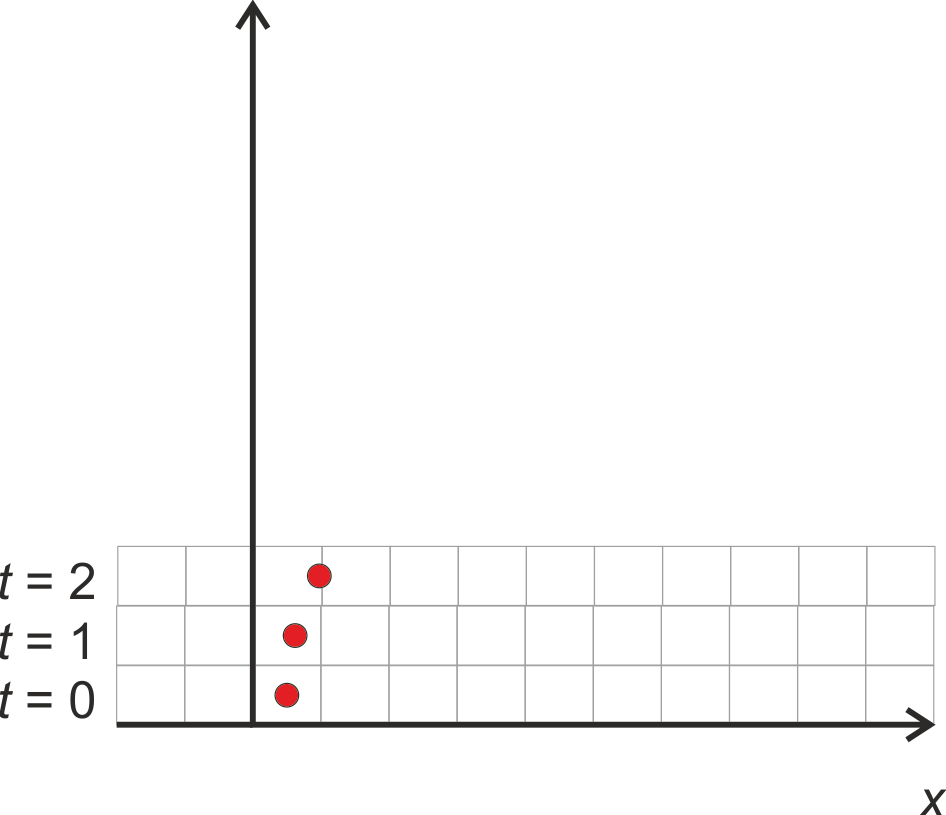 t = 2
t = 1
t = 0
x